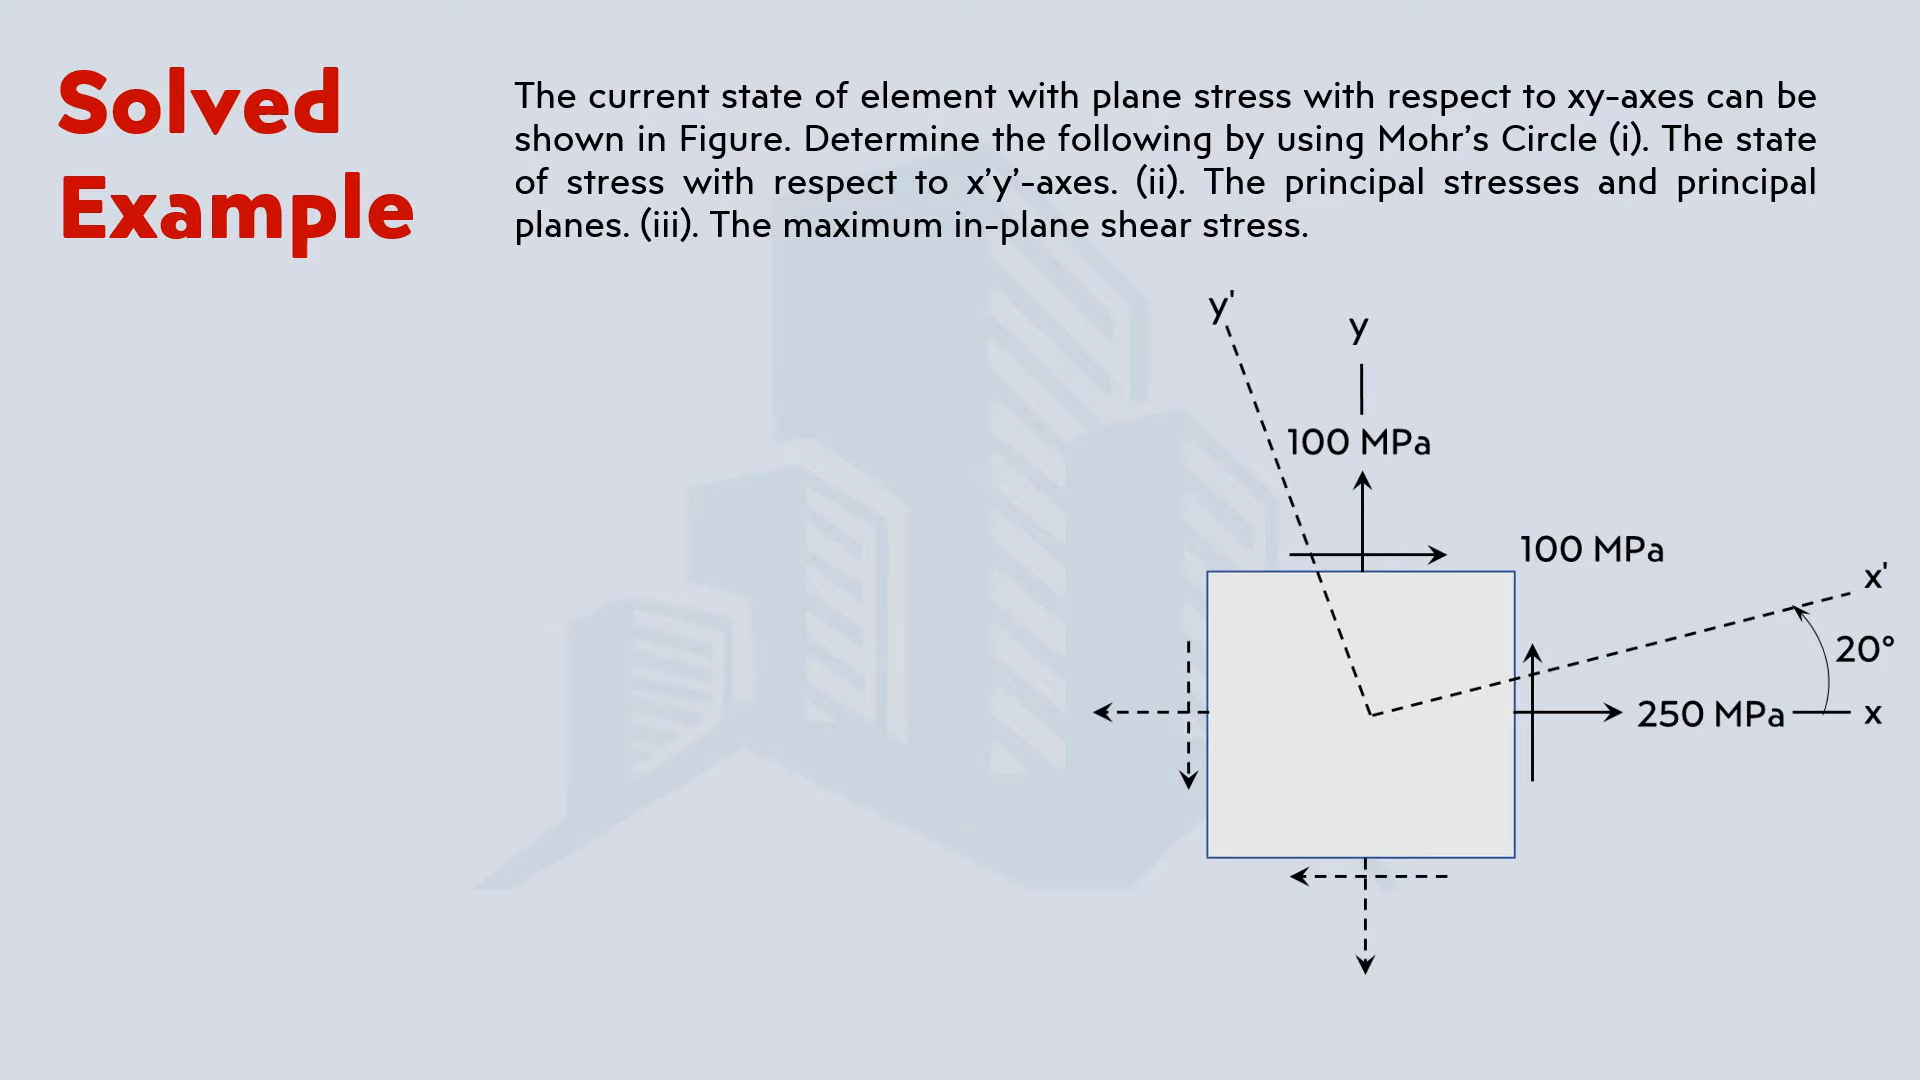 Solved
Example
The current state of element with plane stress with respect to xy-axes can be
shown in Figure. Determine the following by using Mohr’s Circle (i). The state
of stress with respect to x’y’-axes. (ii). The principal stresses and principal
planes. (iii). The maximum in-plane shear stress.
y'
y
100 MPa
100 MPa
x'
20°
250 MPa
x